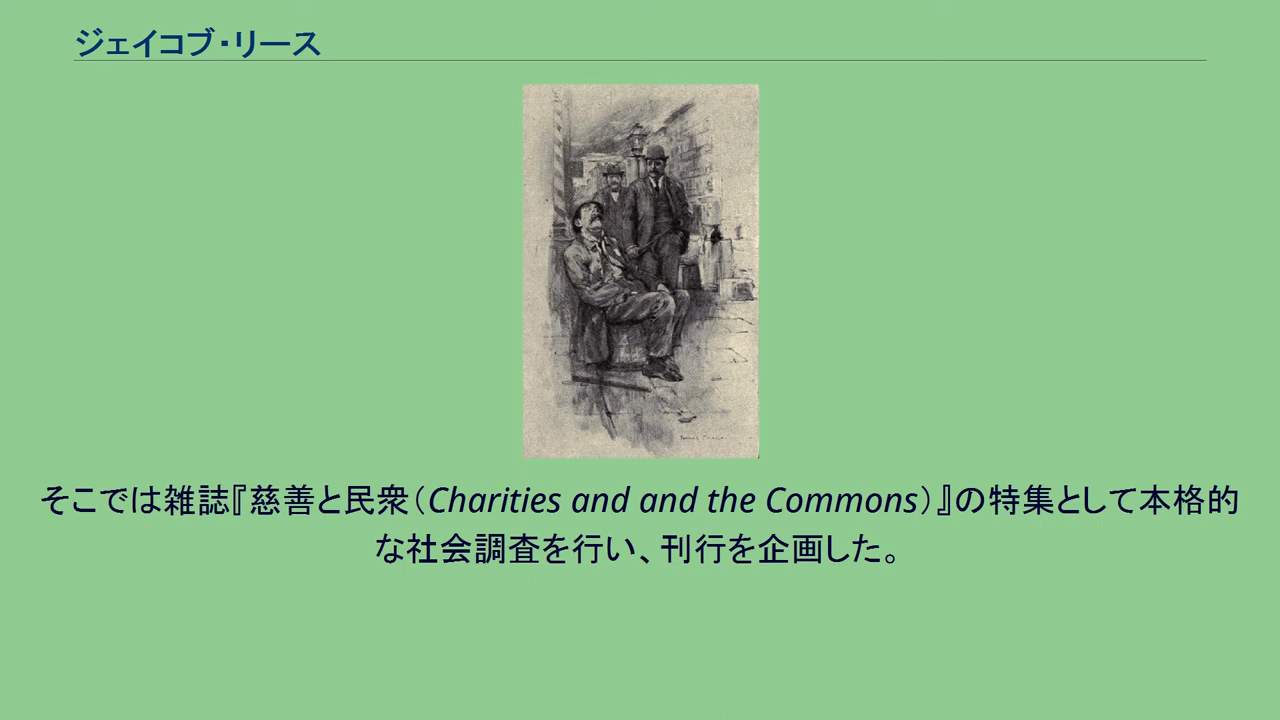 ジェイコブ・リース
そこでは雑誌『慈善と民衆（Charities and and the Commons）』の特集として本格的
な社会調査を行い、刊行を企画した。